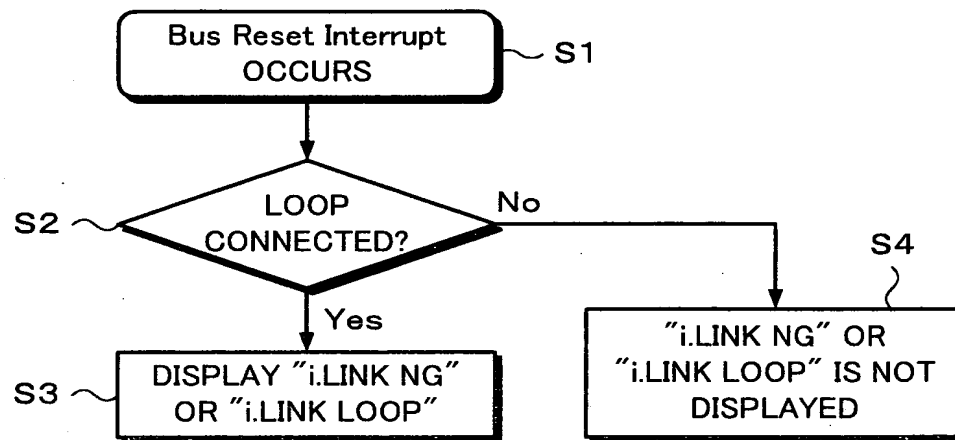 Bus Reset Interrupt
OCCURS
S1
S2
LOOP
CONNECTED?
No
Yes
S4
S3
DISPLAY "i.LINK NG"
OR "i.LINK LOOP"
"i.LINK NG" OR
"i.LINK LOOP" IS NOT
DISPLAYED